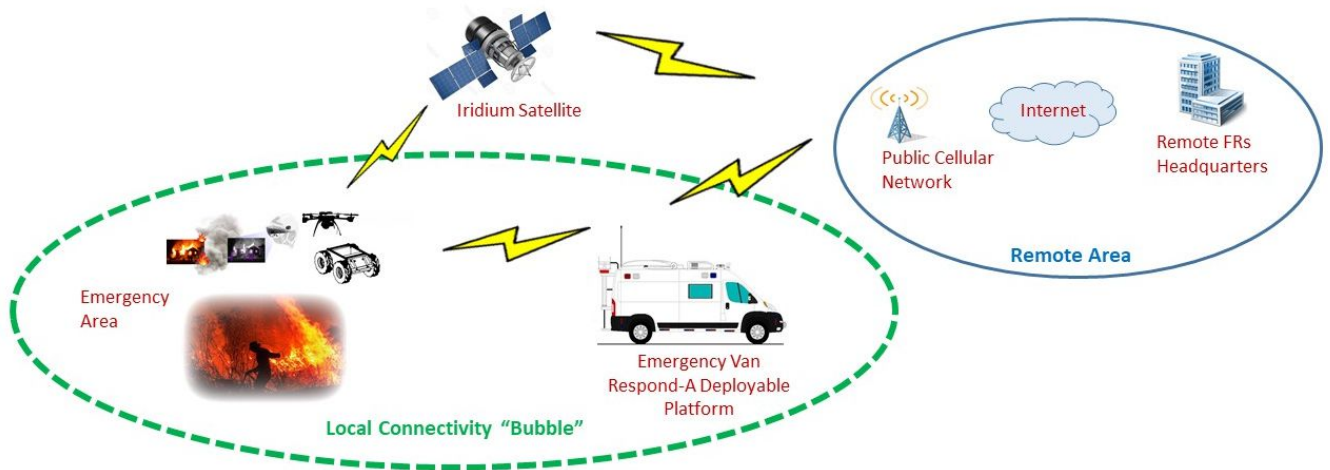 Iridium Satellite
Public Cellular
Network
Internet
Remote FRs
Headquarters
Remote Area
Emergency
Area
Emergency Van
Respond-A Deployable
Platform
Local Connectivity “Bubble”